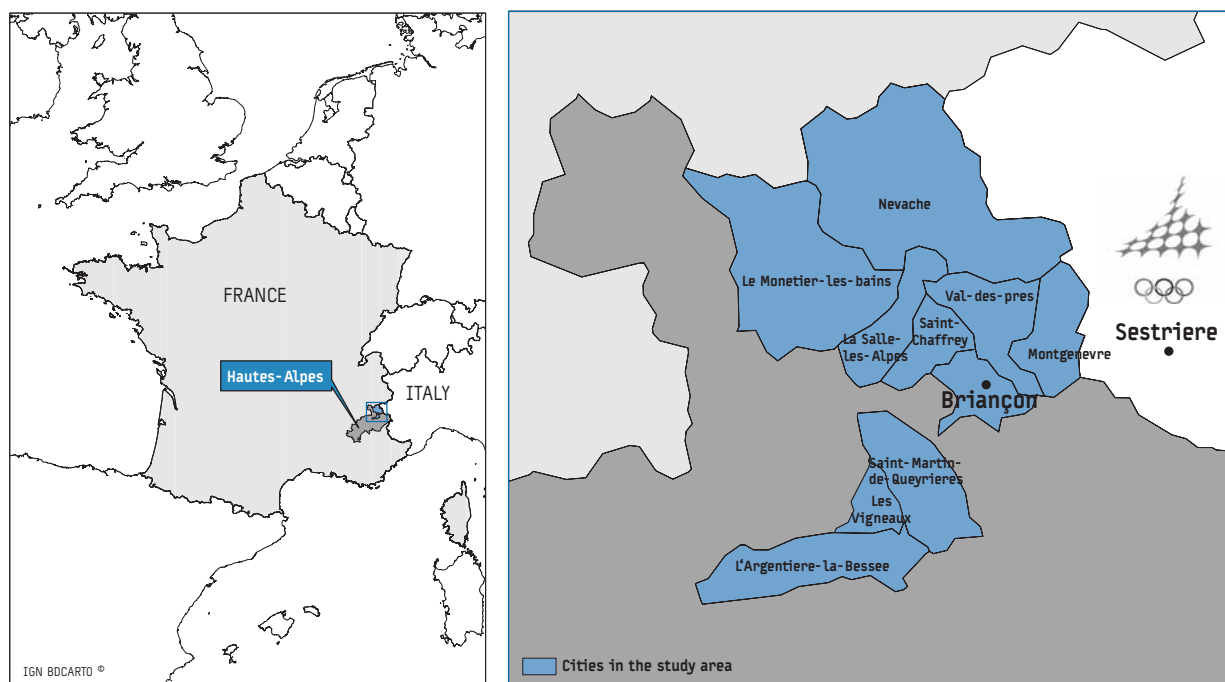 FRANCE
Hautes-Alpes
ITALY
IGN BDCARTO ©
Nevache
Le Monetier-les-bains
Val-des-pres
Saint-
Chaffrey
La Salle-
les-Alpes
Montgenevre
Sestriere
Briançon
Saint-Martin-
de-Queyrieres
Les
Vigneaux
L'Argentiere-la-Bessee
Cities in the study area